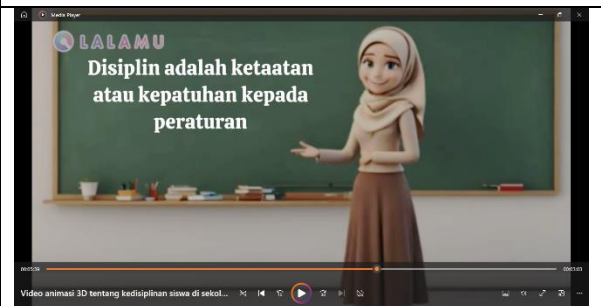 Media Player
LALAMU
Disiplin adalah ketaatan
atau kepatuhan kepada
peraturan
Video animasi 3D tentang kedisiplinan siswa di sekol...